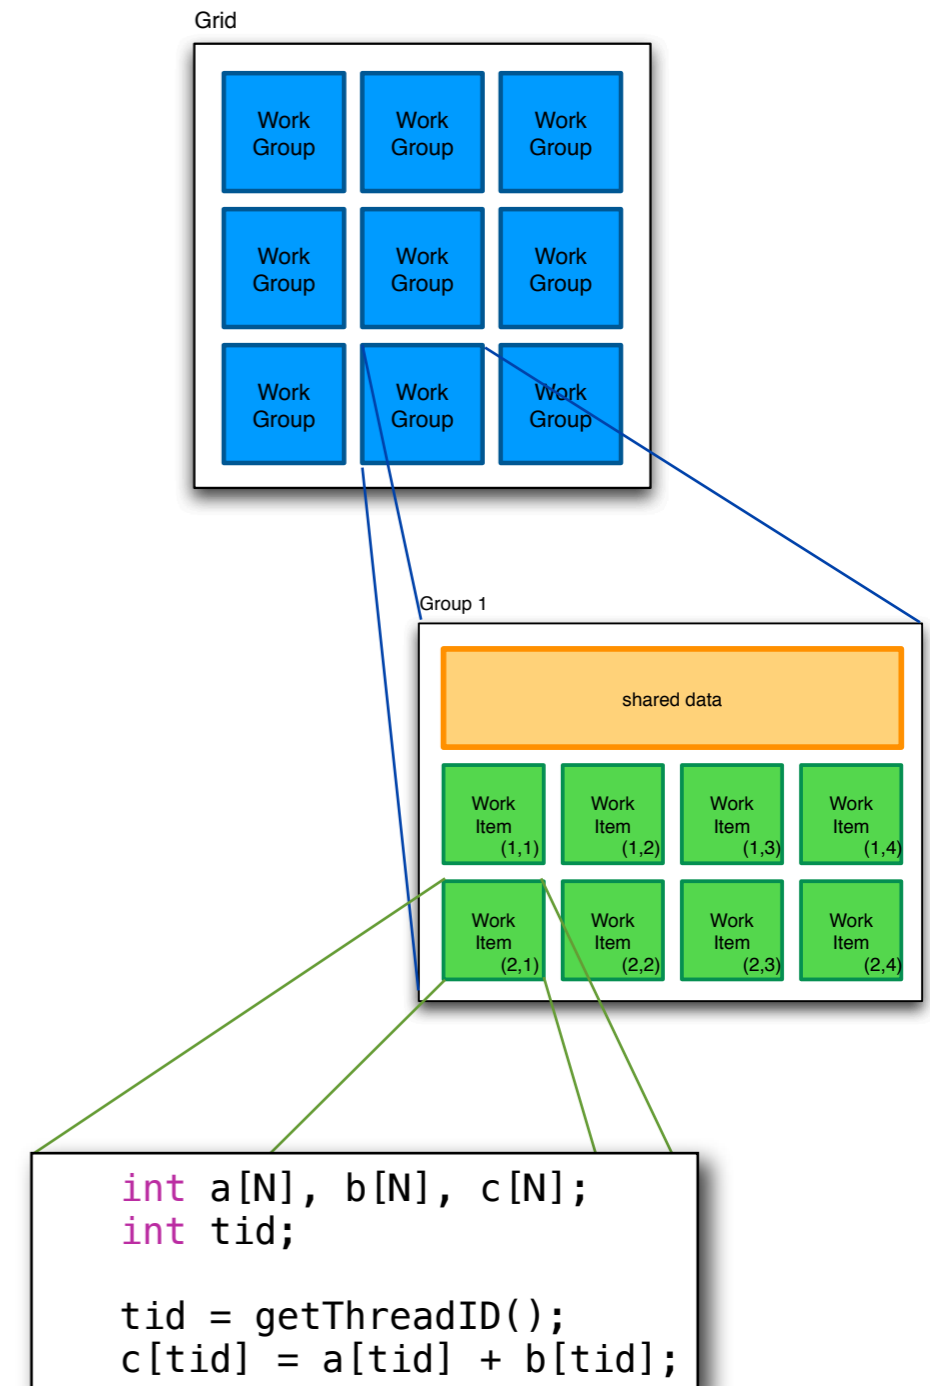 Grid
Work
Group
Work
Group
Work
Group
Work
Group
Work
Group
Work
Group
Work
Group
Work
Group
Work
Group
Group 1
shared data
Work
Item
(1,1)
Work
Item
(1,2)
Work
Item
(1,3)
Work
Item
(1,4)
Work
Item
(2,1)
Work
Item
(2,2)
Work
Item
(2,3)
Work
Item
(2,4)
int a[N], b[N], c[N];
int tid;
tid = getThreadID();
c[tid] = a[tid] + b[tid];